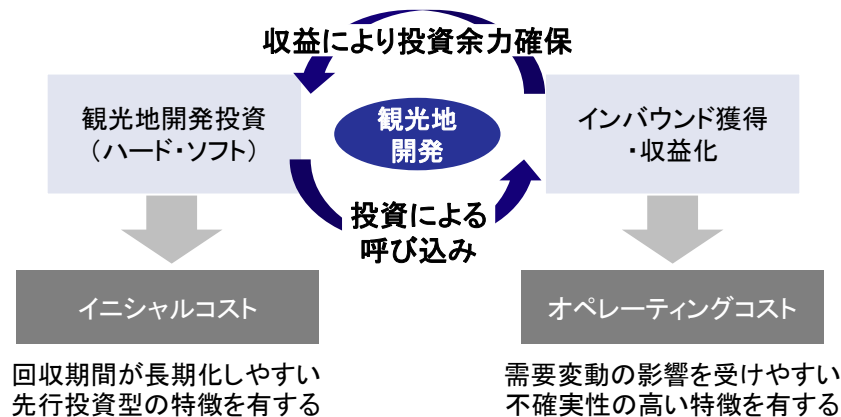 収益により投資余力確保
観光地開発投資
（ハード・ソフト）
観光地
開発
インバウンド獲得
・収益化
投資による
呼び込み
イニシャルコスト
オペレーティングコスト
回収期間が長期化しやすい
先行投資型の特徴を有する
需要変動の影響を受けやすい
不確実性の高い特徴を有する